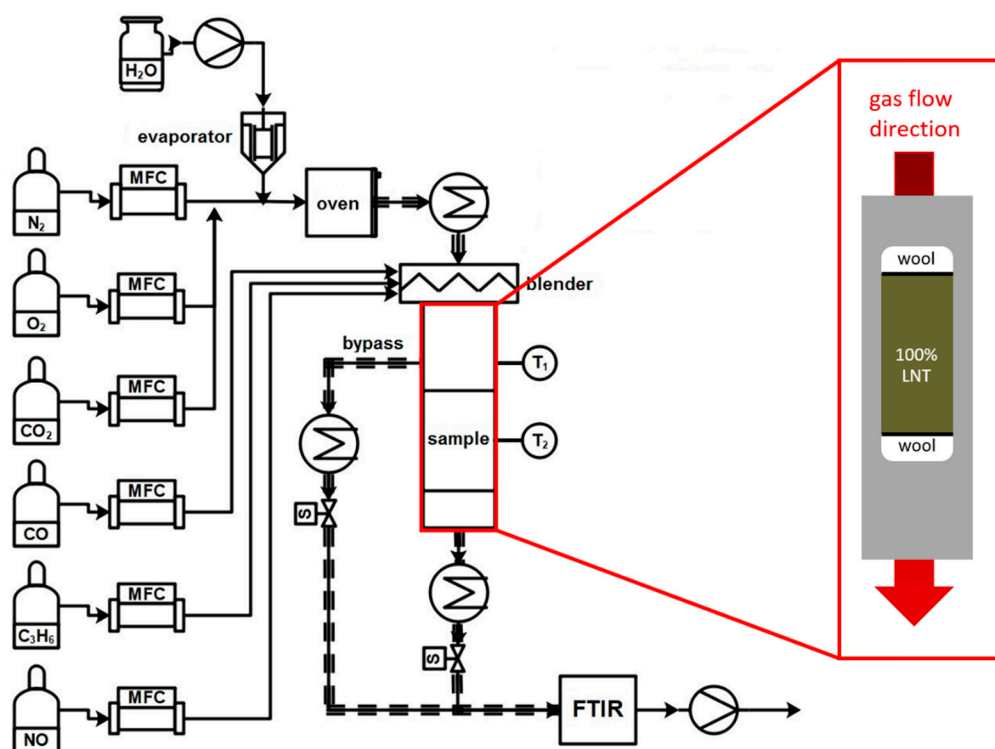 H₂O
evaporator
MFC
N₂
oven
MFC
O₂
blender
MFC
CO₂
bypass
T₁
sample
T₂
MFC
CO
S
MFC
C₃H₆
S
MFC
NO
FTIR
gas flow
direction
wool
100%
LNT
wool